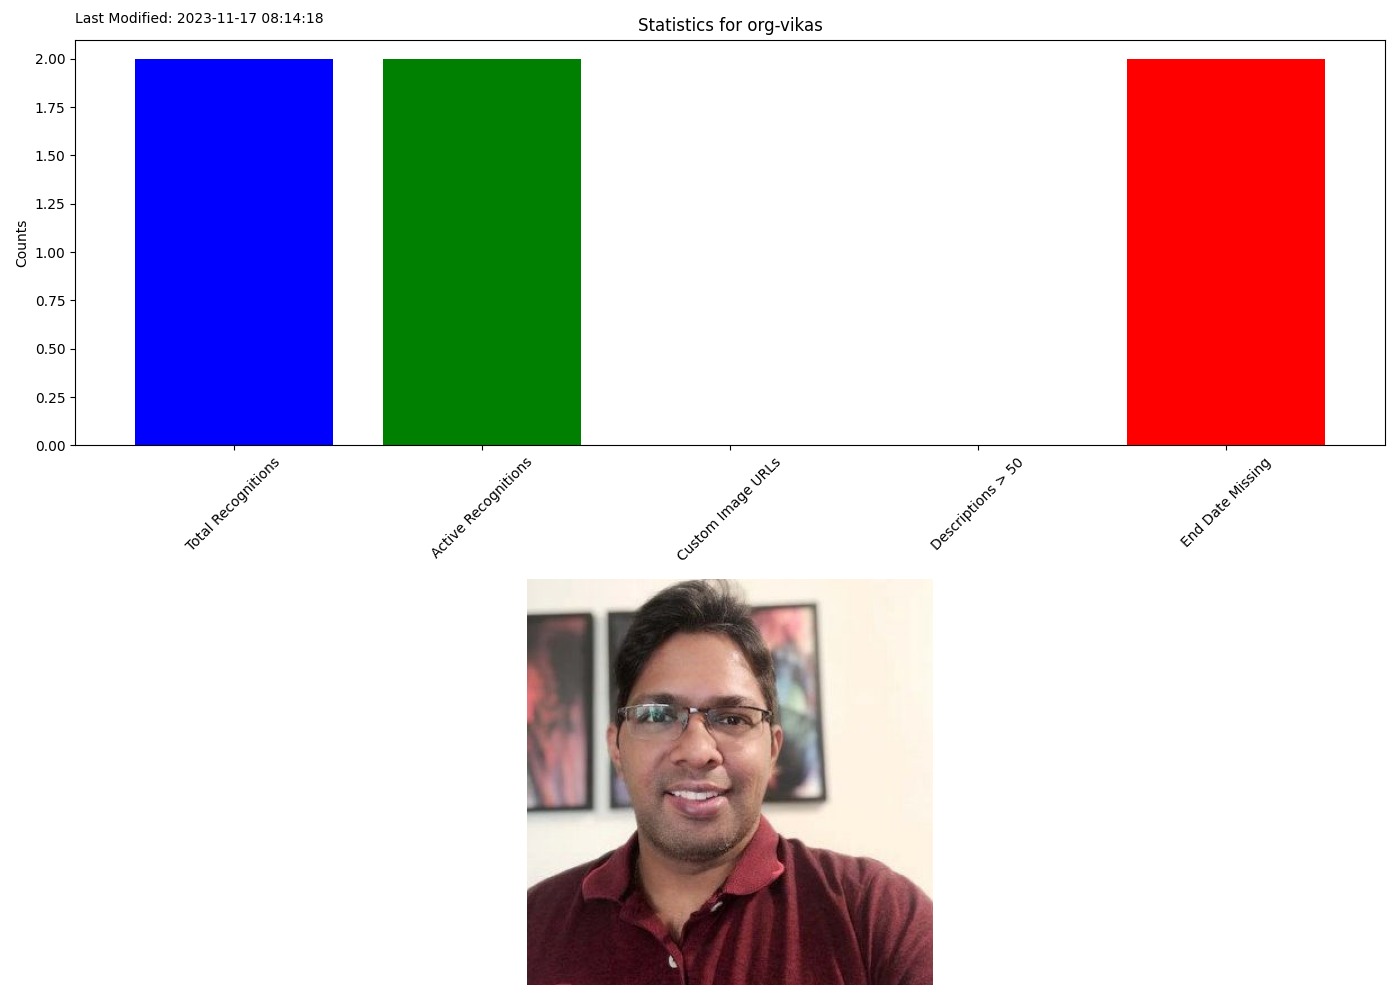 Last Modified: 2023-11-17 08:14:18
Statistics for org-vikas
Counts
2.00
1.75
1.50
1.25
1.00
0.75
0.50
0.25
0.00
Total Recognitions
Active Recognitions
Custom Image URLs
Descriptions > 50
End Date Missing